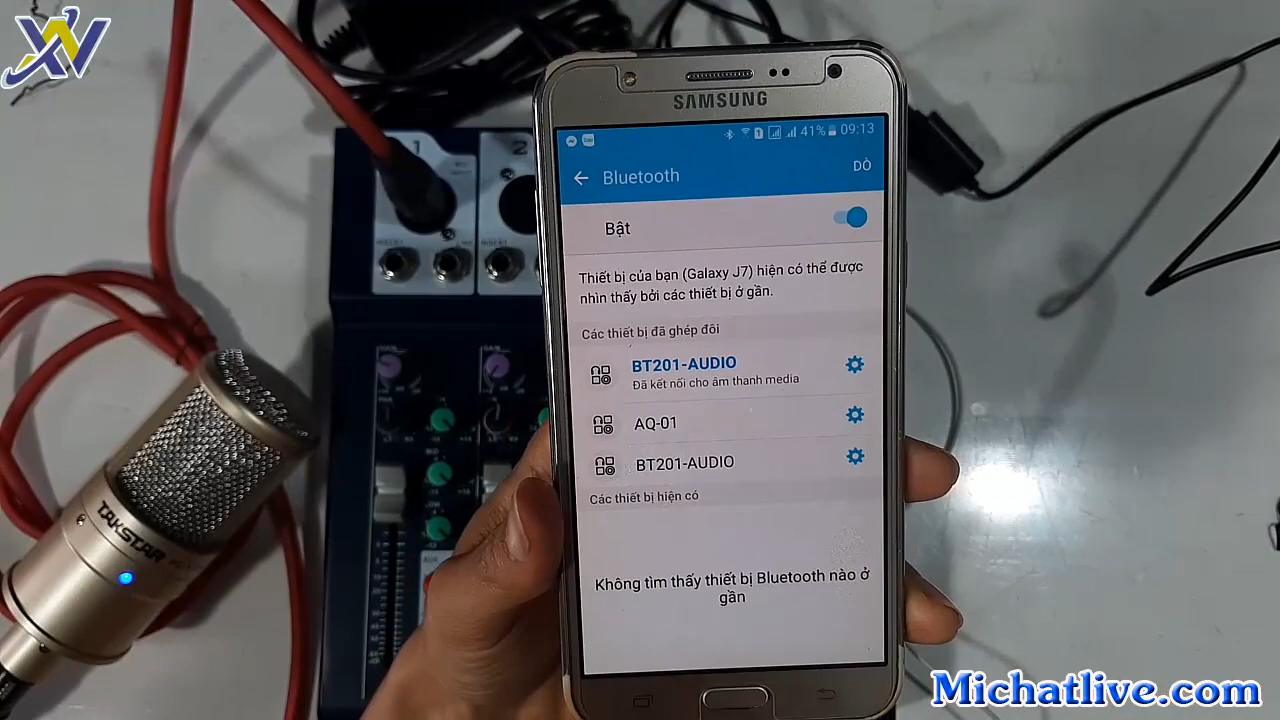 XNV
1
2
SAMSUNG
41% 09:13
Bluetooth
DÒ
Bật
Thiết bị của bạn (Galaxy J7) hiện có thể được
nhìn thấy bởi các thiết bị ở gần.
Các thiết bị đã ghép đôi
BT201-AUDIO
Đã kết nối cho âm thanh media
AQ-01
BT201-AUDIO
Các thiết bị hiện có
Không tìm thấy thiết bị Bluetooth nào ở
gần
TAKSTAR
Michatlive.com